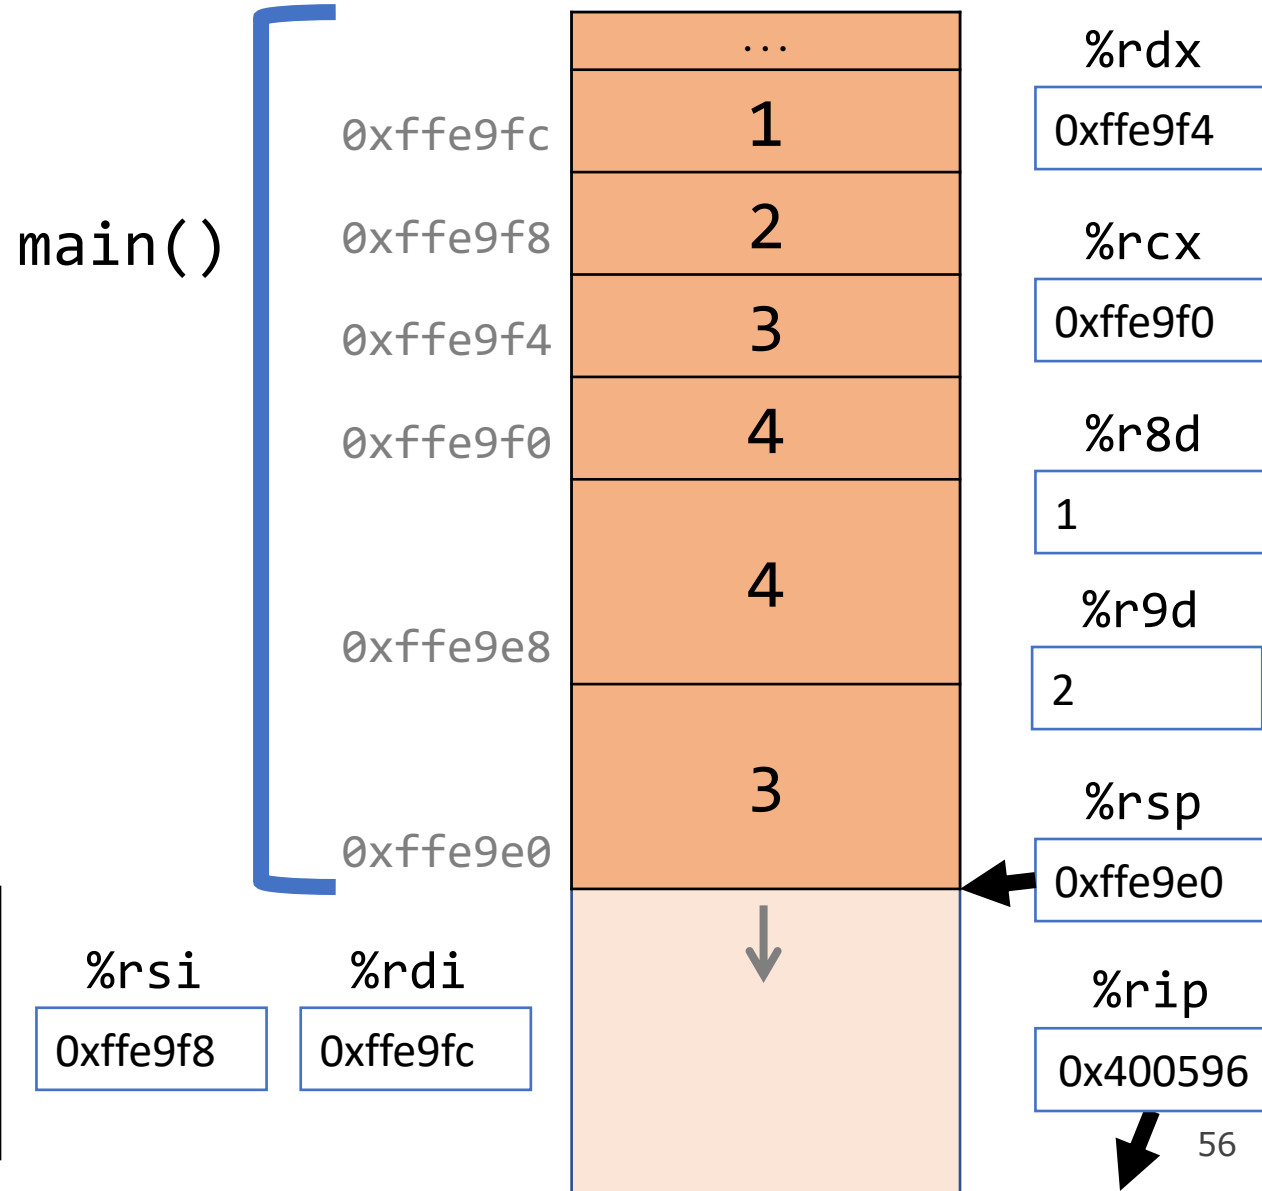 ...
%rdx
1
0xffe9fc
0xffe9f4
main()
2
0xffe9f8
%rcx
3
0xffe9f4
0xffe9f0
4
0xffe9f0
%r8d
1
4
0xffe9e8
%r9d
2
3
0xffe9e0
%rsp
0xffe9e0
%rsi
%rdi
0xffe9f8
0xffe9fc
%rip
0x400596
56